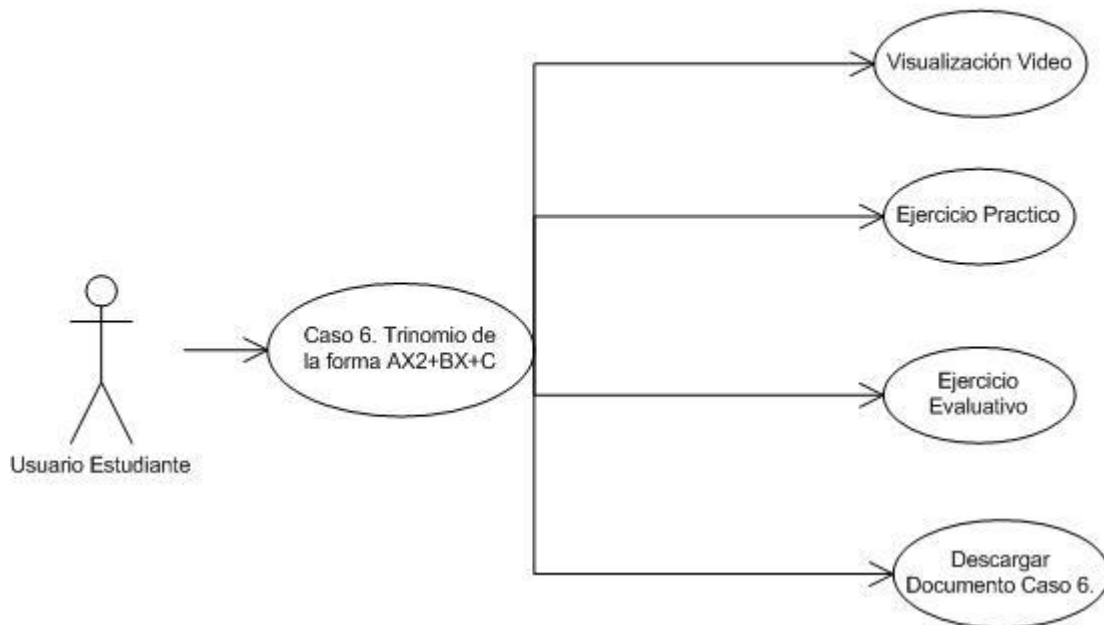 Visualización Video
Ejercicio Practico
Caso 6. Trinomio de
la forma AX2+BX+C
Usuario Estudiante
Ejercicio
Evaluativo
Descargar
Documento Caso 6.